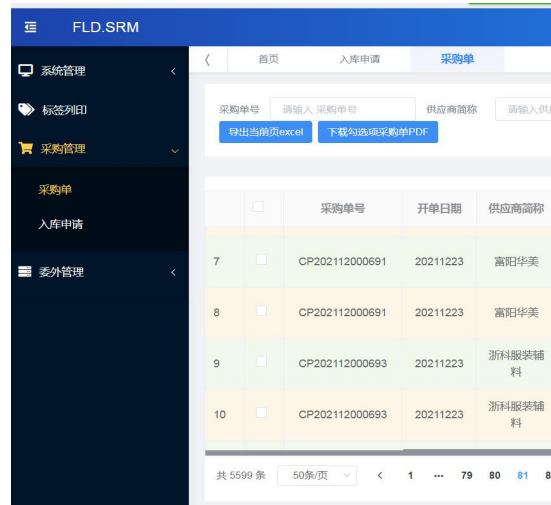 FLD.SRM
系统管理
标签列印
采购管理
采购单
入库申请
委外管理
首页 入库申请 采购单
采购单号 请输入 采购单号 供应商简称 请输入供
导出当前页excel 下载勾选项采购单PDF
采购单号 开单日期 供应商简称
7 CP202112000691 20211223 富阳华美
8 CP202112000691 20211223 富阳华美
9 CP202112000693 20211223 浙科服装辅
料
10 CP202112000693 20211223 浙科服装辅
料
共 5599 条 50条/页 1 ... 79 80 81 8